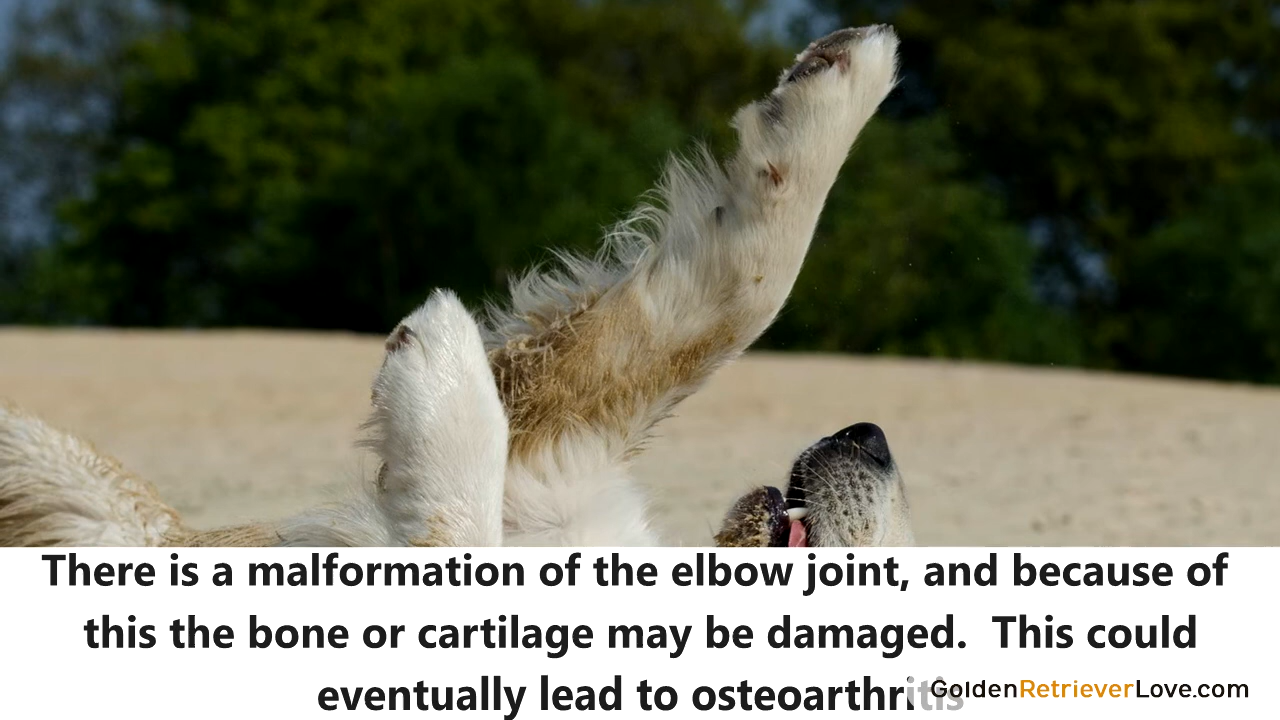 There is a malformation of the elbow joint, and because of
this the bone or cartilage may be damaged.  This could
eventually lead to osteoarthritis
GoldenRetrieverLove.com